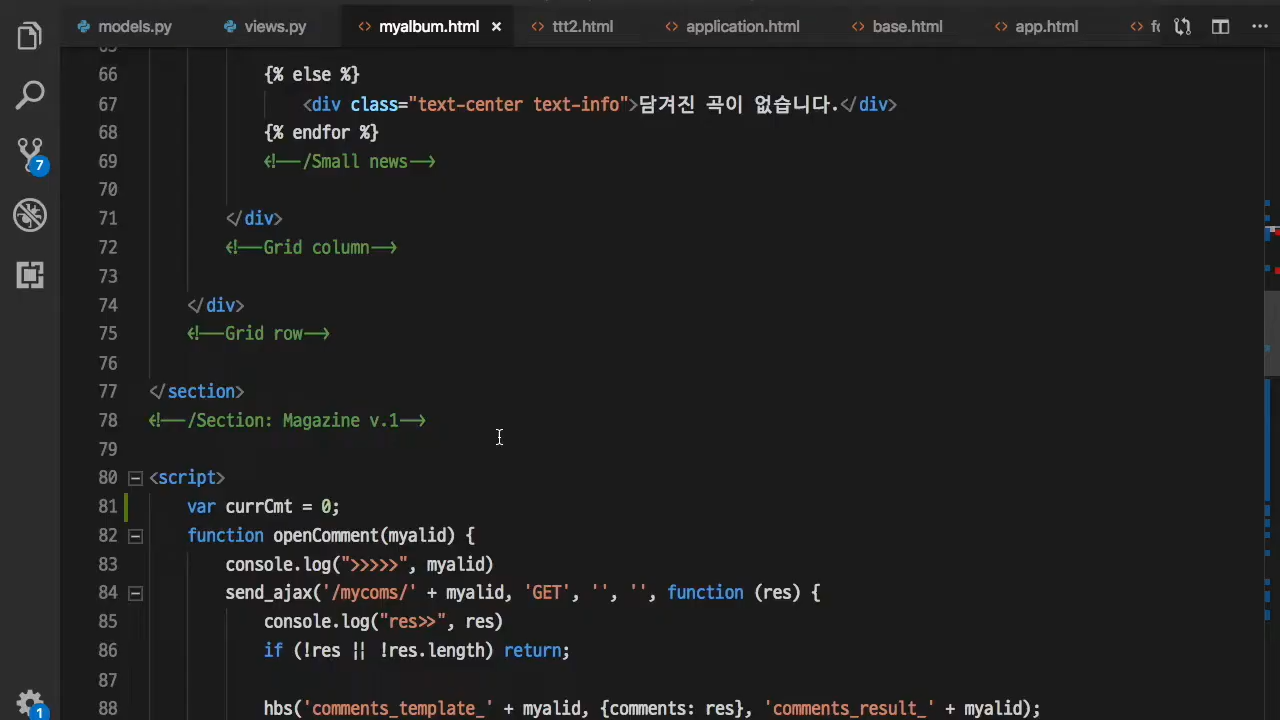 models.py views.py myalbum.html × ttt2.html application.html base.html app.html ...
66 {% else %}
67 <div class="text-center text-info">담겨진 곡이 없습니다.</div>
68 {% endfor %}
69 <!--/Small news-->
70
71 </div>
72 <!--Grid column-->
73
74 </div>
75 <!--Grid row-->
76
77 </section>
78 <!--/Section: Magazine v.1-->
79
80 <script>
81 var currCmt = 0;
82 function openComment(myalid) {
83 console.log(">>>>>", myalid)
84 send_ajax('/mycoms/' + myalid, 'GET', '', '', function (res) {
85 console.log("res>>", res)
86 if (!res || !res.length) return;
87
88 hbs('comments_template_' + myalid, {comments: res}, 'comments_result_' + myalid);
7
1